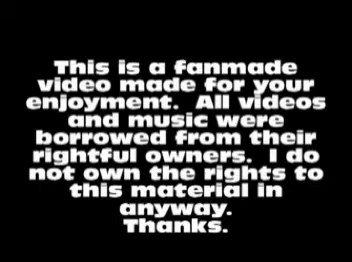 This is a fanmade
video made for your
enjoyment. All videos
and music were
borrowed from their
rightful owners. I do
not own the rights to
this material in
anyway.
Thanks.